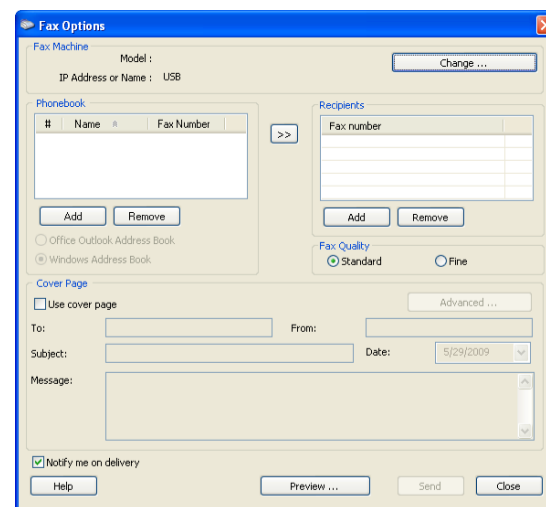 Fax Options
Fax Machine
Model :
Change ...
IP Address or Name : USB
Phonebook
Recipients
# Name Fax Number
>>
Fax number
Add Remove
Add Remove
Office Outlook Address Book
Windows Address Book
Fax Quality
Standard Fine
Cover Page
Use cover page
Advanced ...
To:
From:
Subject:
Date: 5/29/2009
Message:
Notify me on delivery
Help Preview ... Send Close